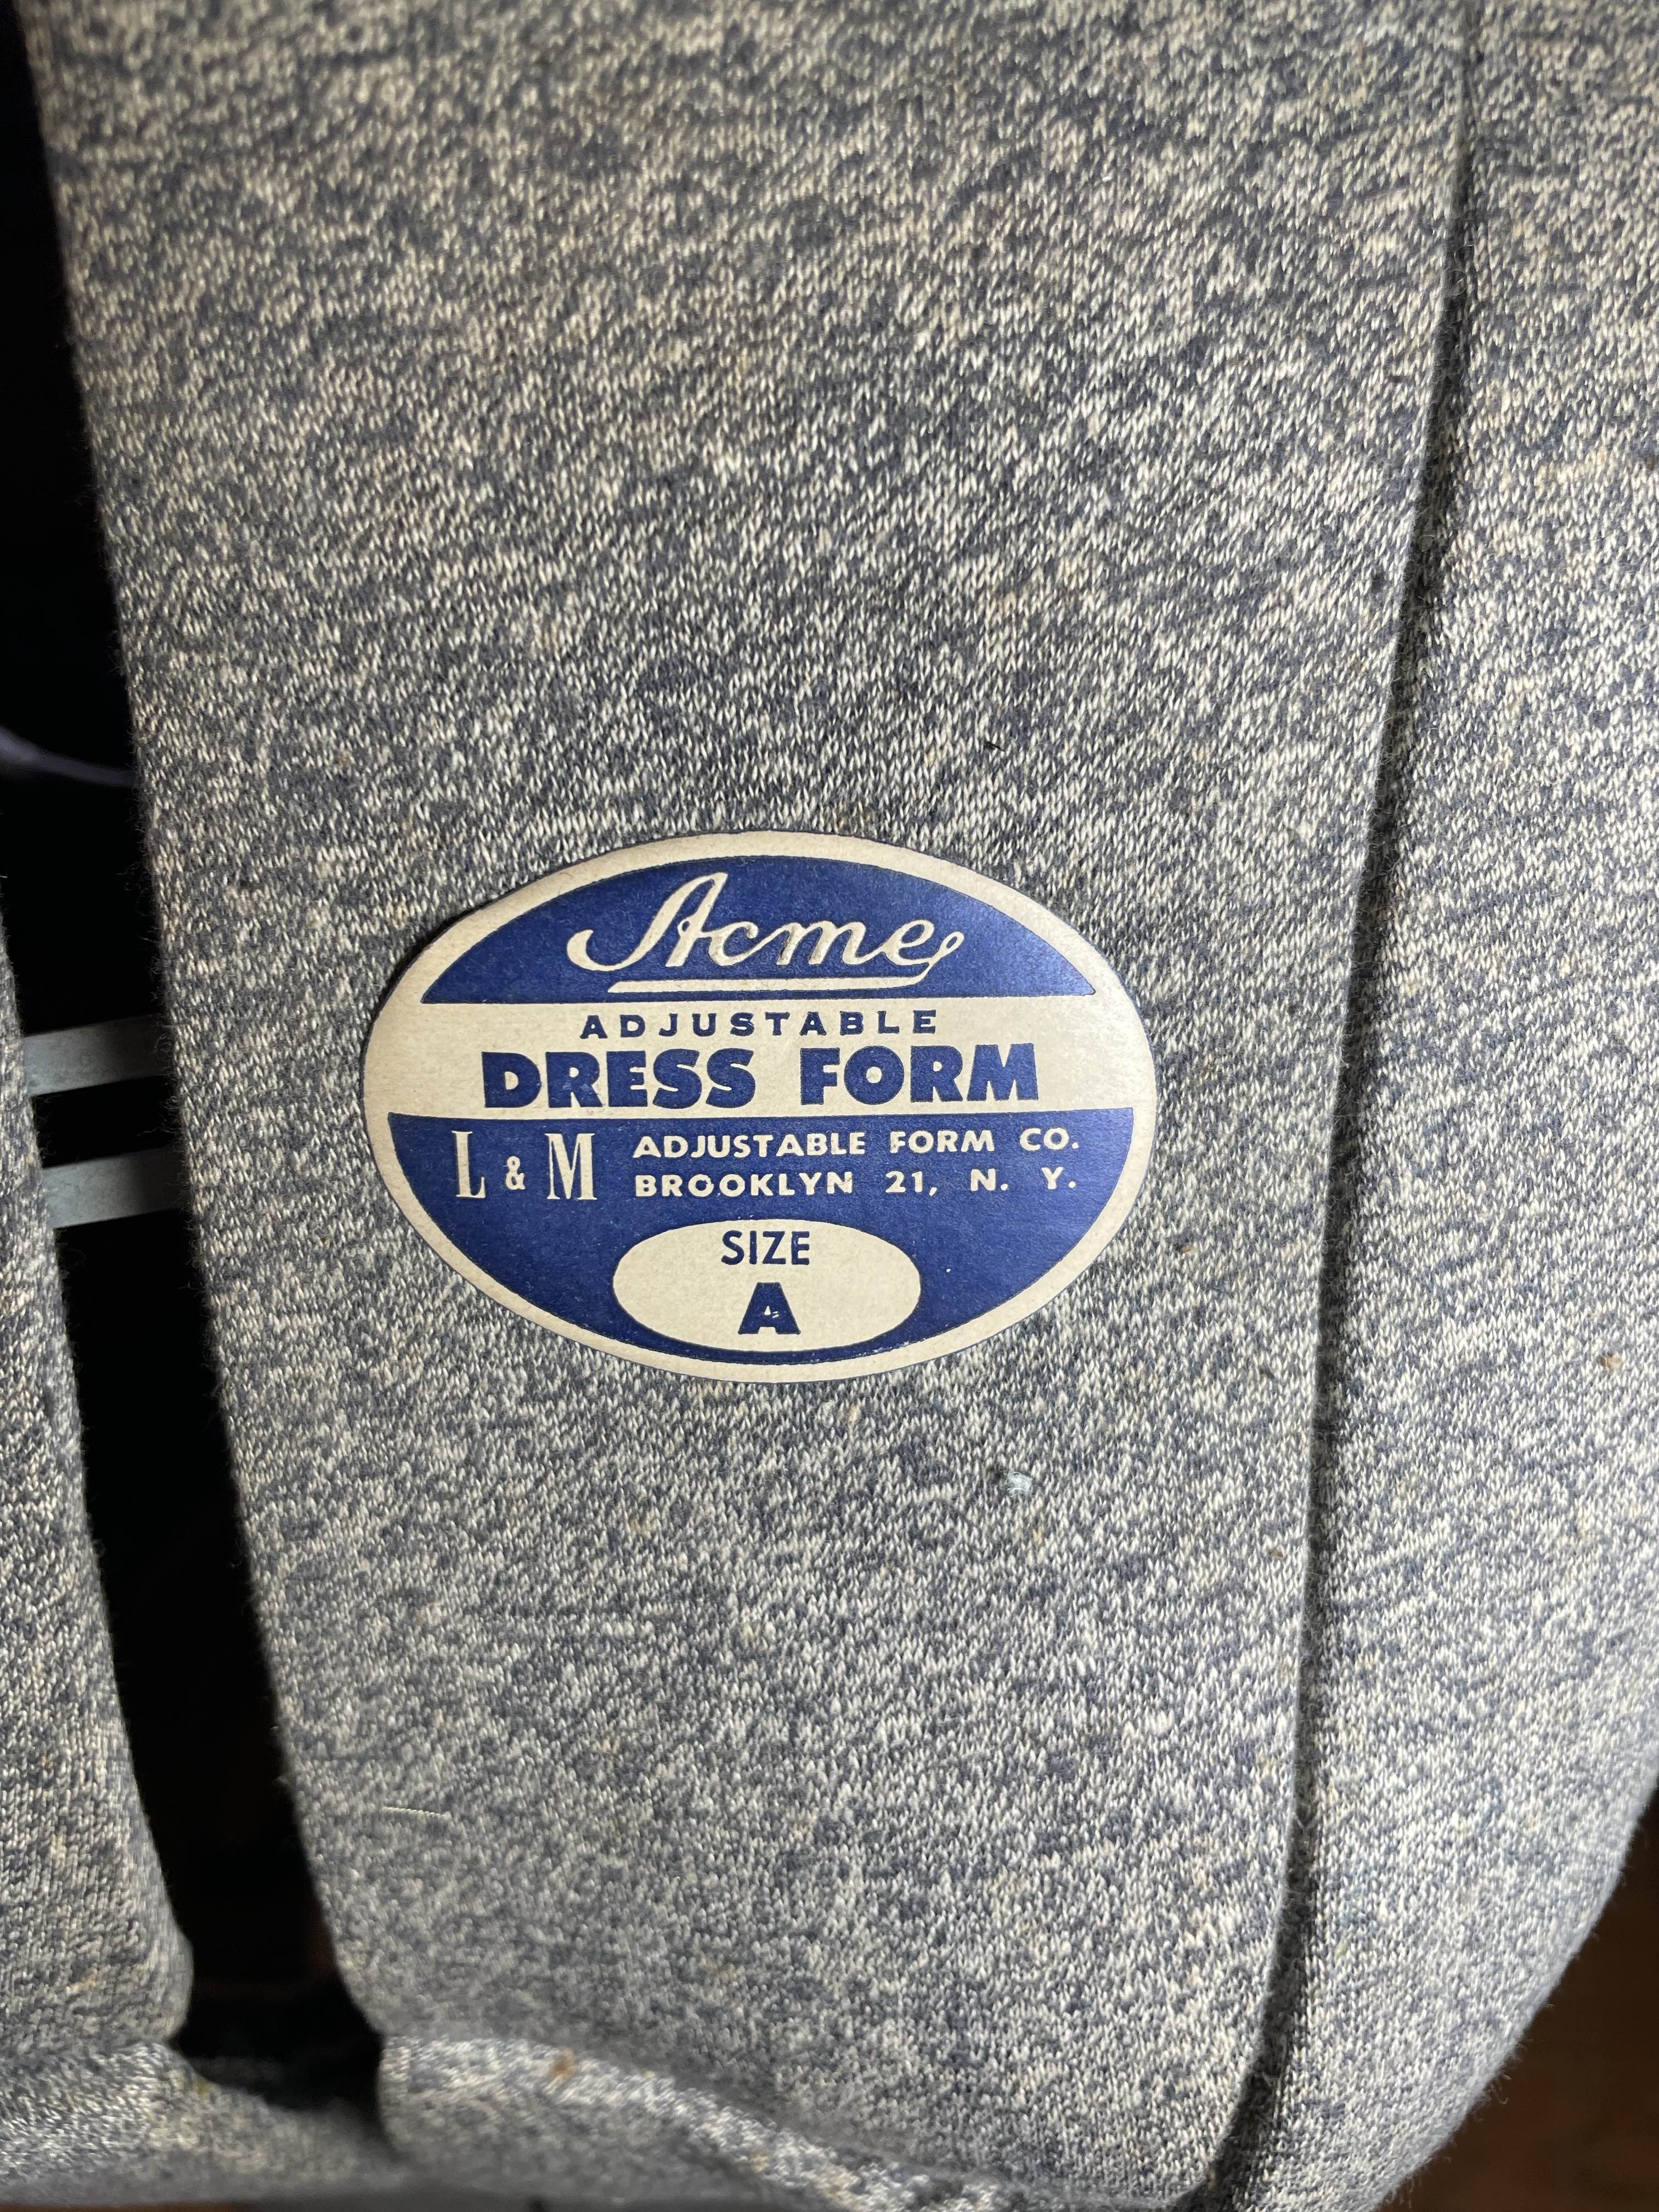 Acme
ADJUSTABLE
DRESS FORM
L & M ADJUSTABLE FORM CO.
BROOKLYN 21, N. Y.
SIZE
A